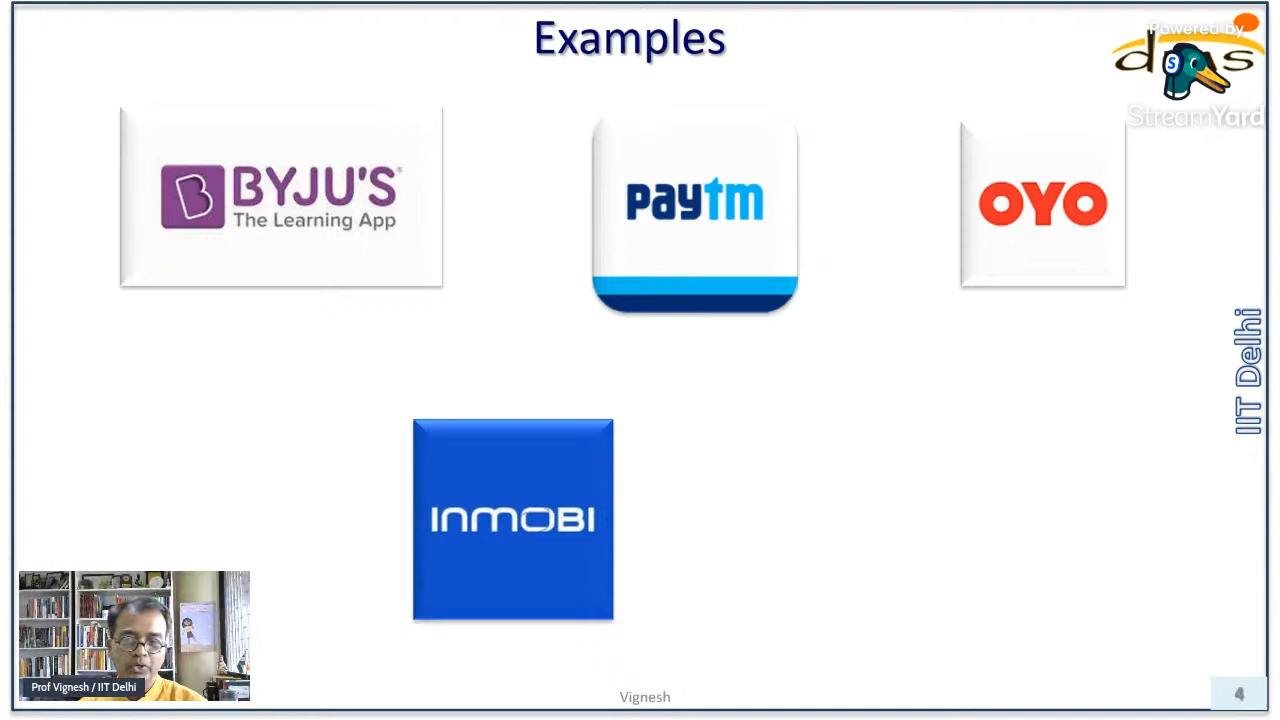 Examples
Powered by
dms
StreamYard
BYJU'S
The Learning App
paytm
OYO
IIT Delhi
INMOBI
Prof Vignesh / IIT Delhi
Vignesh
4